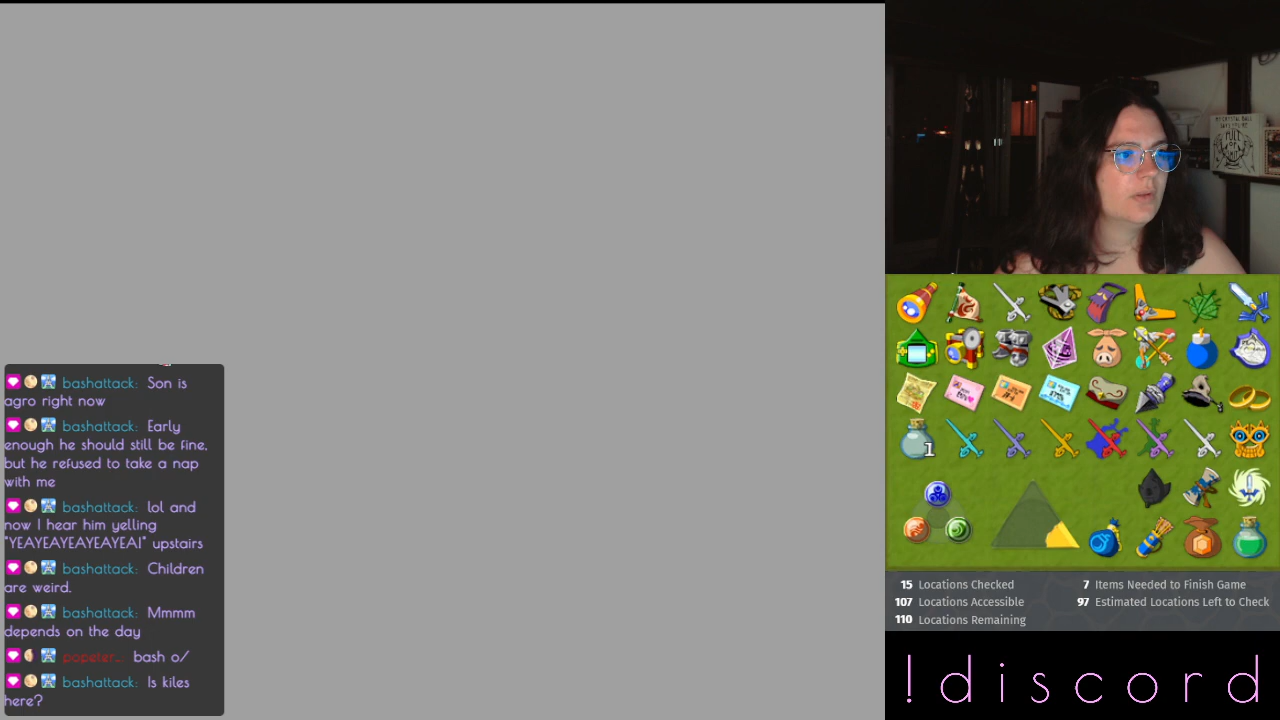 bashattack: Son is
agro right now
bashattack: Early
enough he should still be fine,
but he refused to take a nap
with me
bashattack: lol and
now I hear him yelling
"YEAYEAYEAYEAYEA!" upstairs
bashattack: Children
are weird.
bashattack: Mmmm
depends on the day
popeter... bash o/
bashattack: Is kiles
here?
1
15 Locations Checked
7 Items Needed to Finish Game
107 Locations Accessible
97 Estimated Locations Left to Check
110 Locations Remaining
!discord